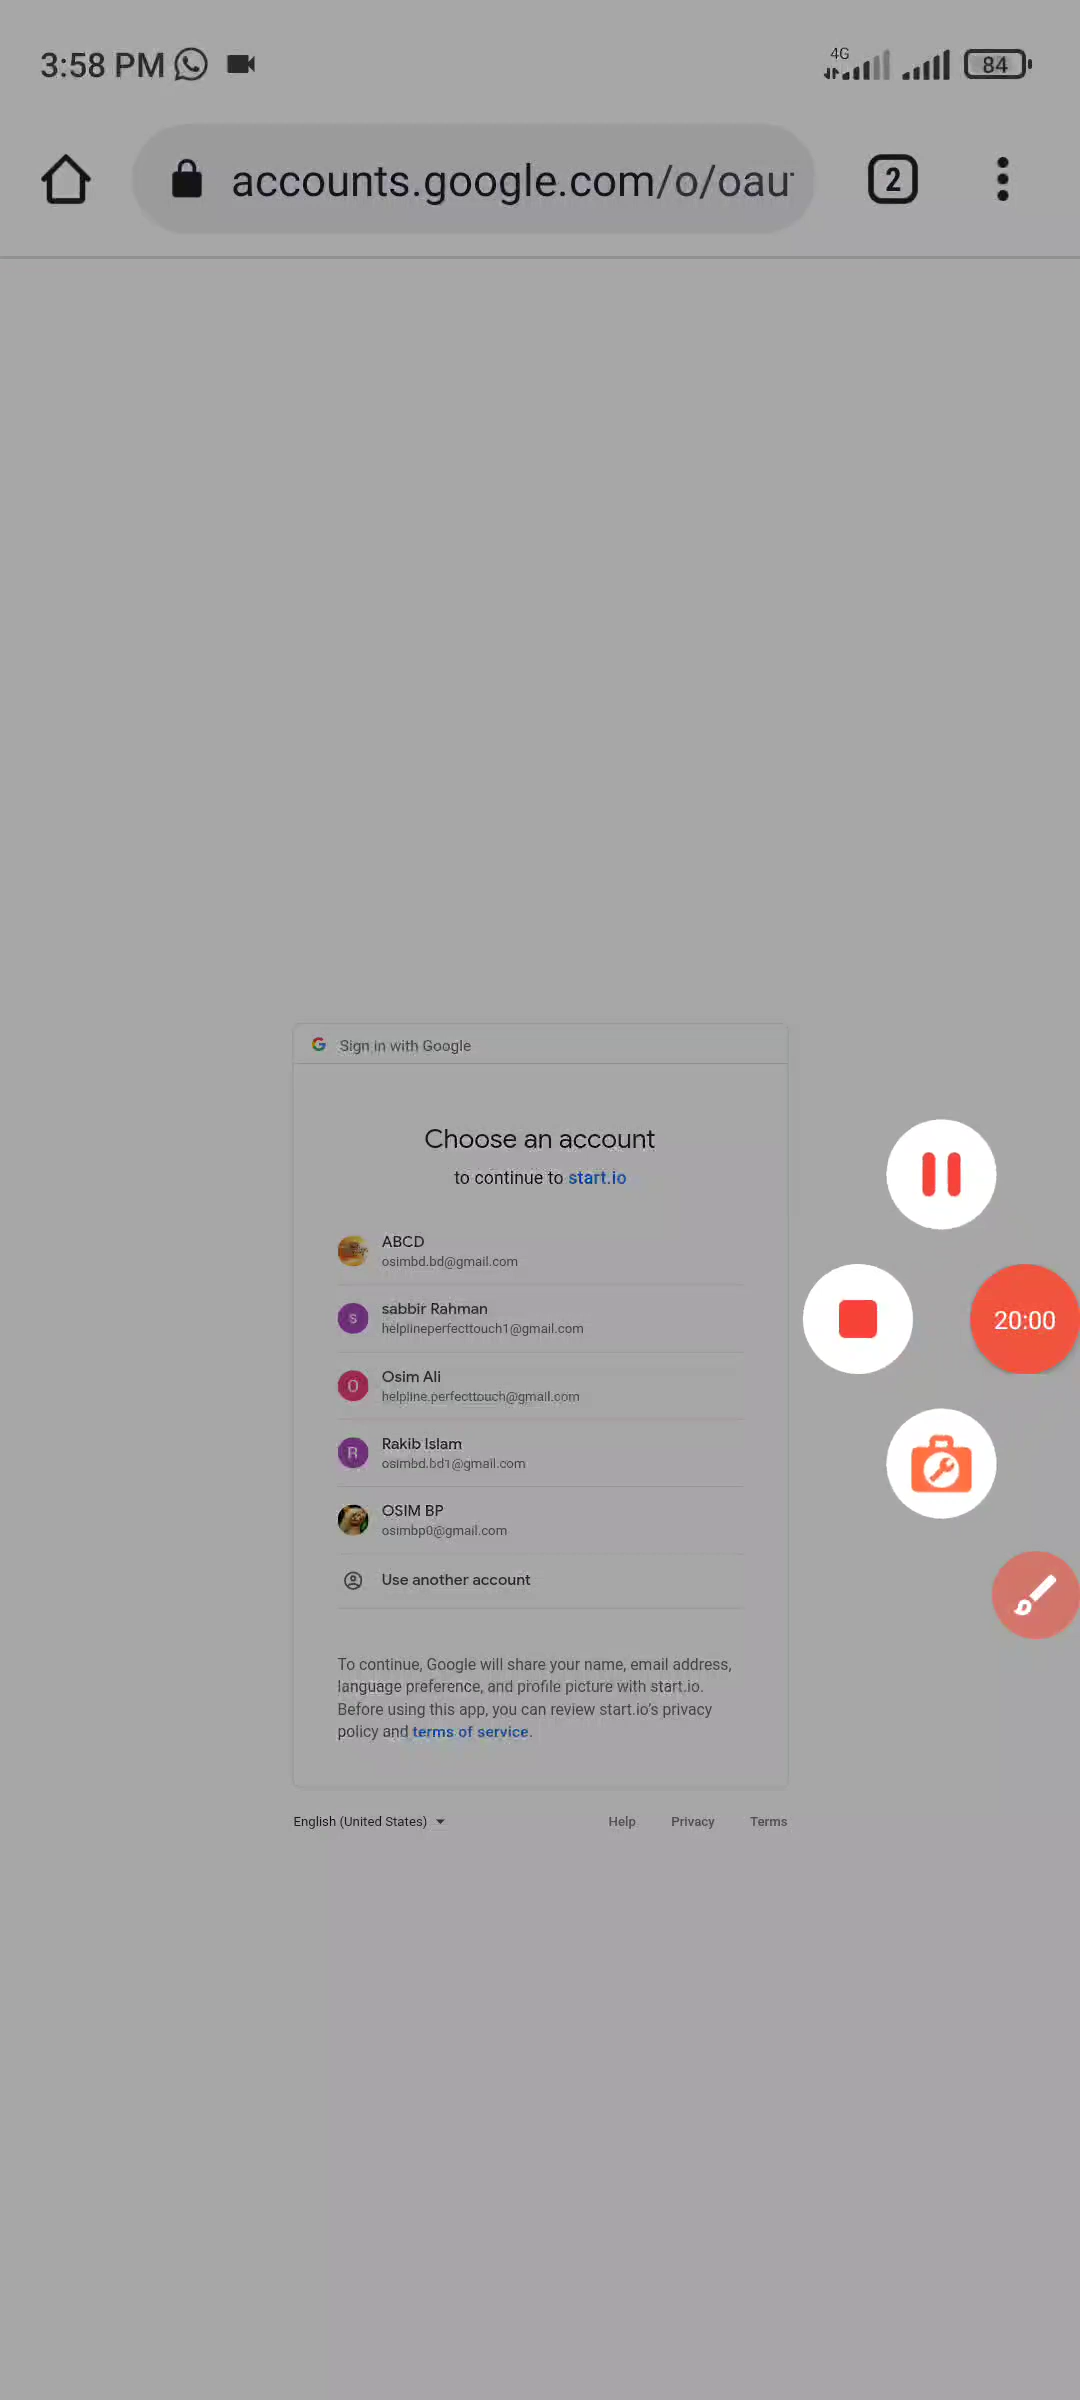 3:58 PM
4G
84
accounts.google.com/o/oau
2
Sign in with Google
Choose an account
to continue to start.io
ABCD
osimbd.bd@gmail.com
S
sabbir Rahman
helplineperfecttouch1@gmail.com
O
Osim Ali
helpline.perfecttouch@gmail.com
R
Rakib Islam
osimbd.bd1@gmail.com
OSIM BP
osimbp0@gmail.com
Use another account
To continue, Google will share your name, email address,
language preference, and profile picture with start.io.
Before using this app, you can review start.io's privacy
policy and terms of service.
English (United States)
Help Privacy Terms
20:00